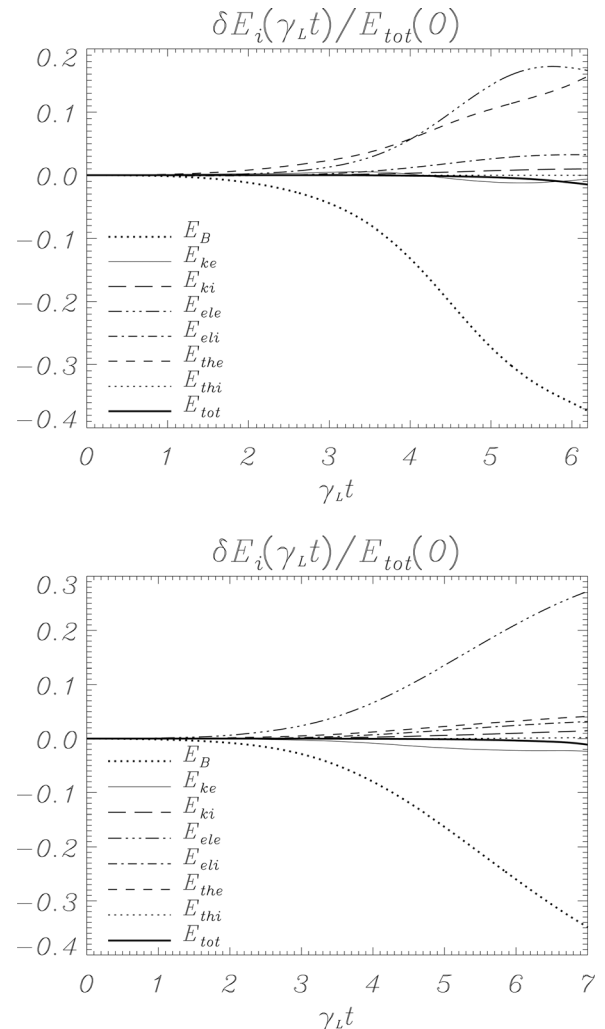 δE_i(γ_L t)/E_tot(0)
0.2
0.1
0.0
−0.1
−0.2
−0.3
−0.4
E_B
E_ke
E_ki
E_ele
E_eli
E_the
E_thi
E_tot
0 1 2 3 4 5 6
γ_L t
δE_i(γ_L t)/E_tot(0)
0.3
0.2
0.1
0.0
−0.1
−0.2
−0.3
−0.4
E_B
E_ke
E_ki
E_ele
E_eli
E_the
E_thi
E_tot
0 1 2 3 4 5 6 7
γ_L t